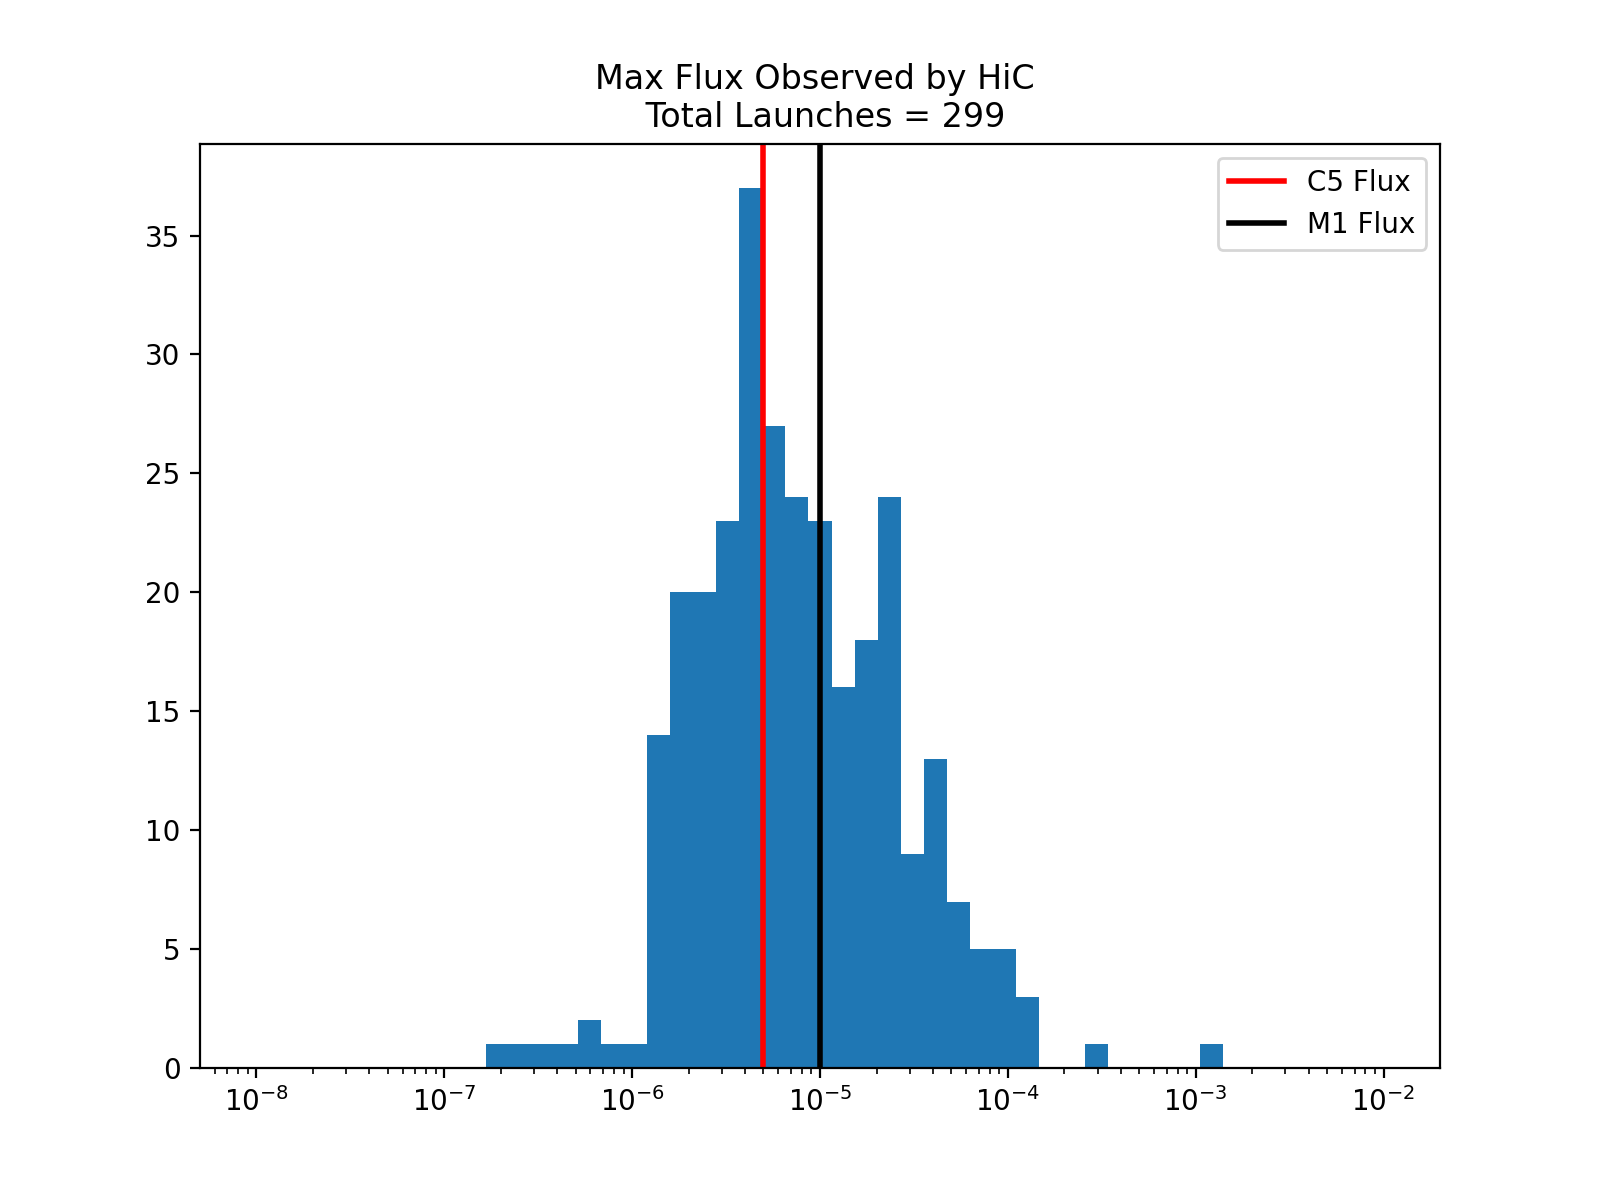 Max Flux Observed by HiC
Total Launches = 299
C5 Flux
M1 Flux
35
30
25
20
15
10
5
0
10⁻⁸ 10⁻⁷ 10⁻⁶ 10⁻⁵ 10⁻⁴ 10⁻³ 10⁻²